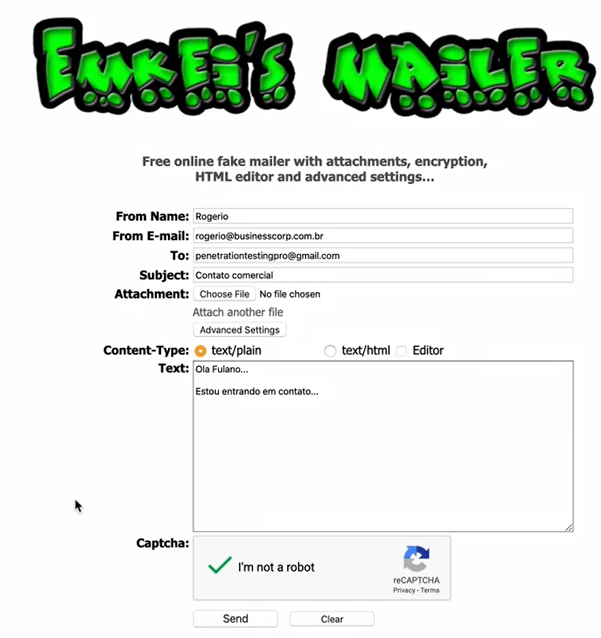 Emkei's Mailer
Free online fake mailer with attachments, encryption,
HTML editor and advanced settings...
From Name: Rogerio
From E-mail: rogerio@businesscorp.com.br
To: penetrationtestingpro@gmail.com
Subject: Contato comercial
Attachment: Choose File No file chosen
Attach another file
Advanced Settings
Content-Type: text/plain text/html Editor
Text: Ola Fulano...
Estou entrando em contato...
Captcha: I'm not a robot
reCAPTCHA
Privacy - Terms
Send Clear